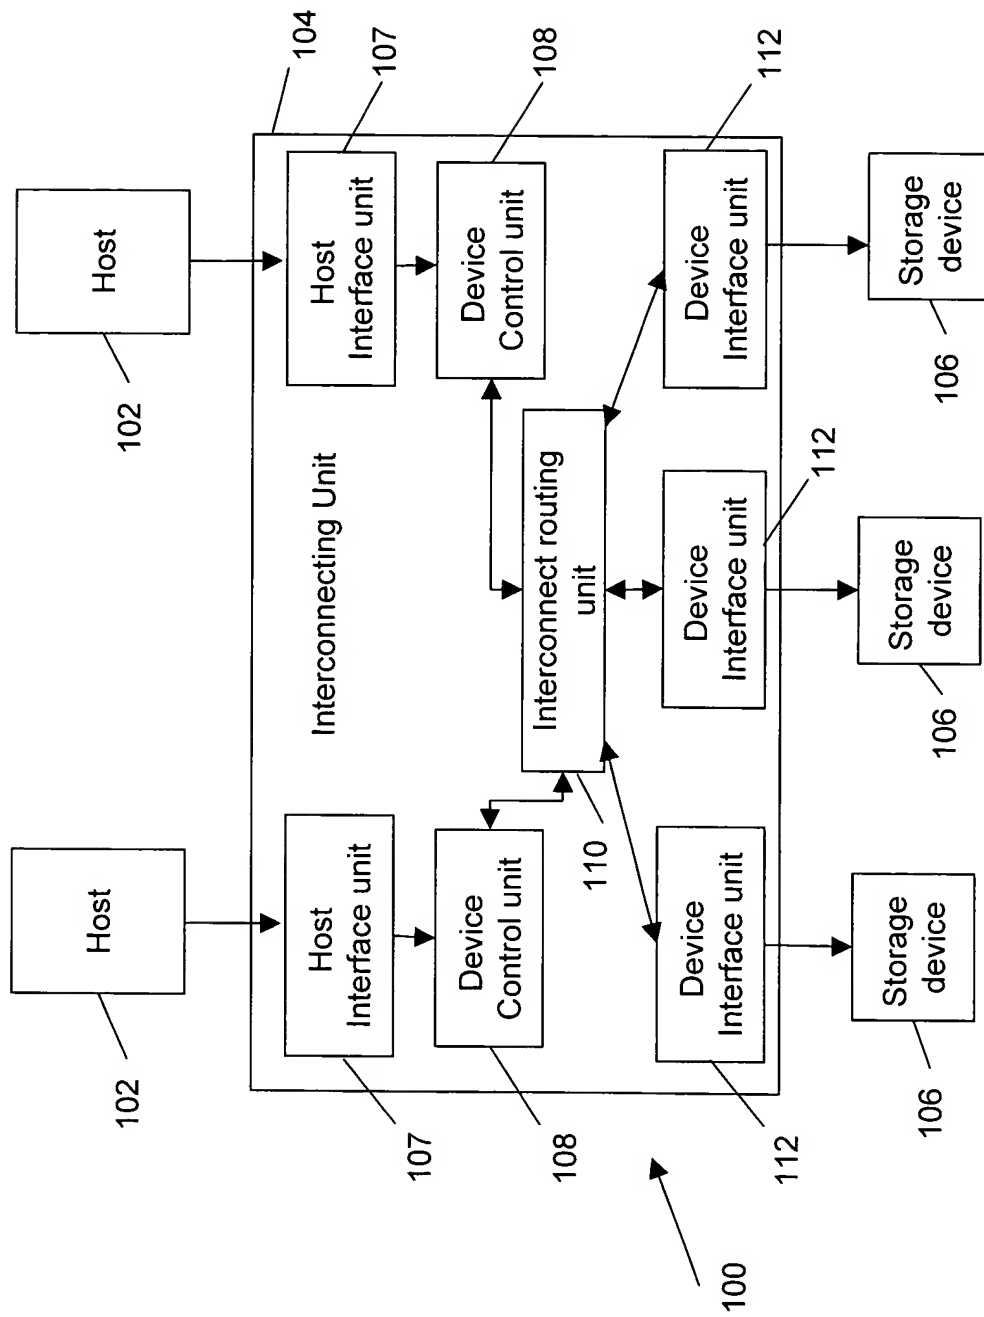 Host
Host
102
102
104
Interconnecting Unit
Host
Interface unit
107
Host
Interface unit
107
Device
Control unit
108
Device
Control unit
108
Interconnect routing
unit
110
Device
Interface unit
112
Device
Interface unit
112
Device
Interface unit
112
100
Storage
device
106
Storage
device
106
Storage
device
106